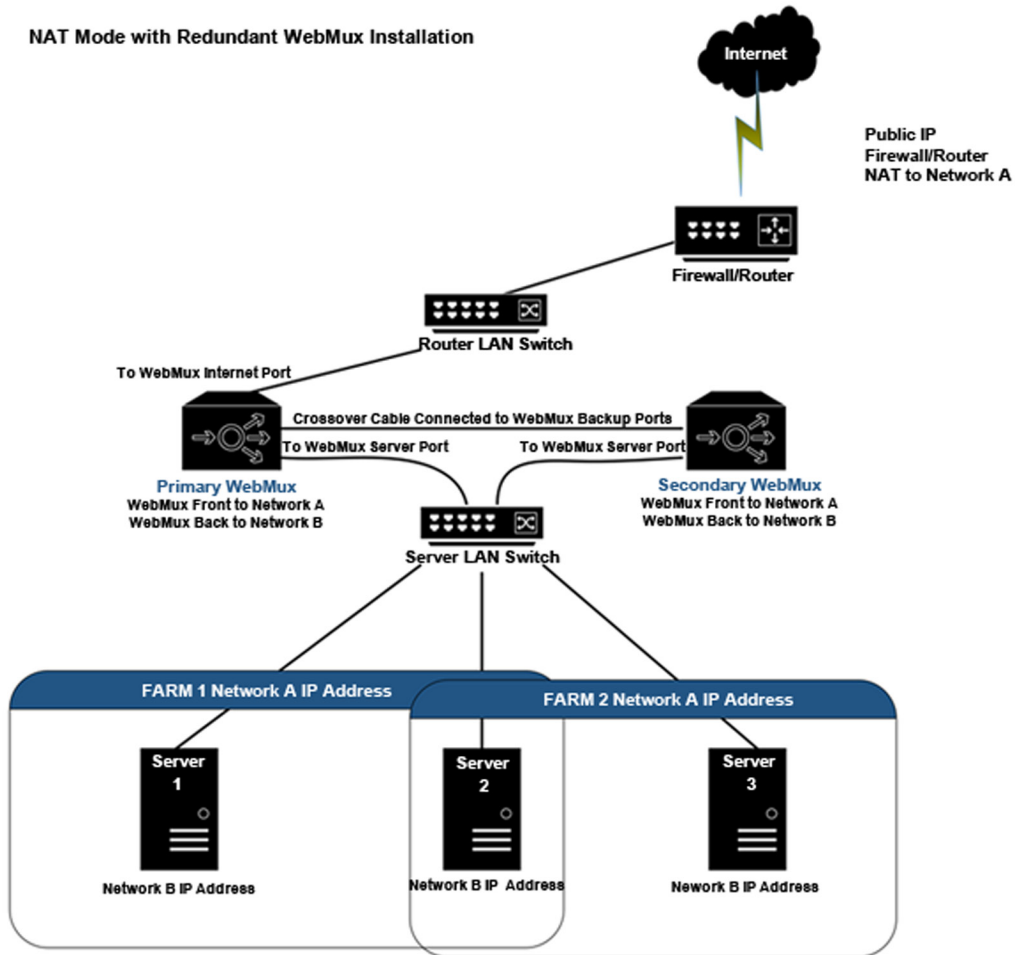 NAT Mode with Redundant WebMux Installation
Internet
Public IP
Firewall/Router
NAT to Network A
Firewall/Router
Router LAN Switch
To WebMux Internet Port
Crossover Cable Connected to WebMux Backup Ports
To WebMux Server Port
To WebMux Server Port
Primary WebMux
WebMux Front to Network A
WebMux Back to Network B
Secondary WebMux
WebMux Front to Network A
WebMux Back to Network B
Server LAN Switch
FARM 1 Network A IP Address
FARM 2 Network A IP Address
Server
1
Server
2
Server
3
Network B IP Address
Network B IP Address
Nework B IP Address